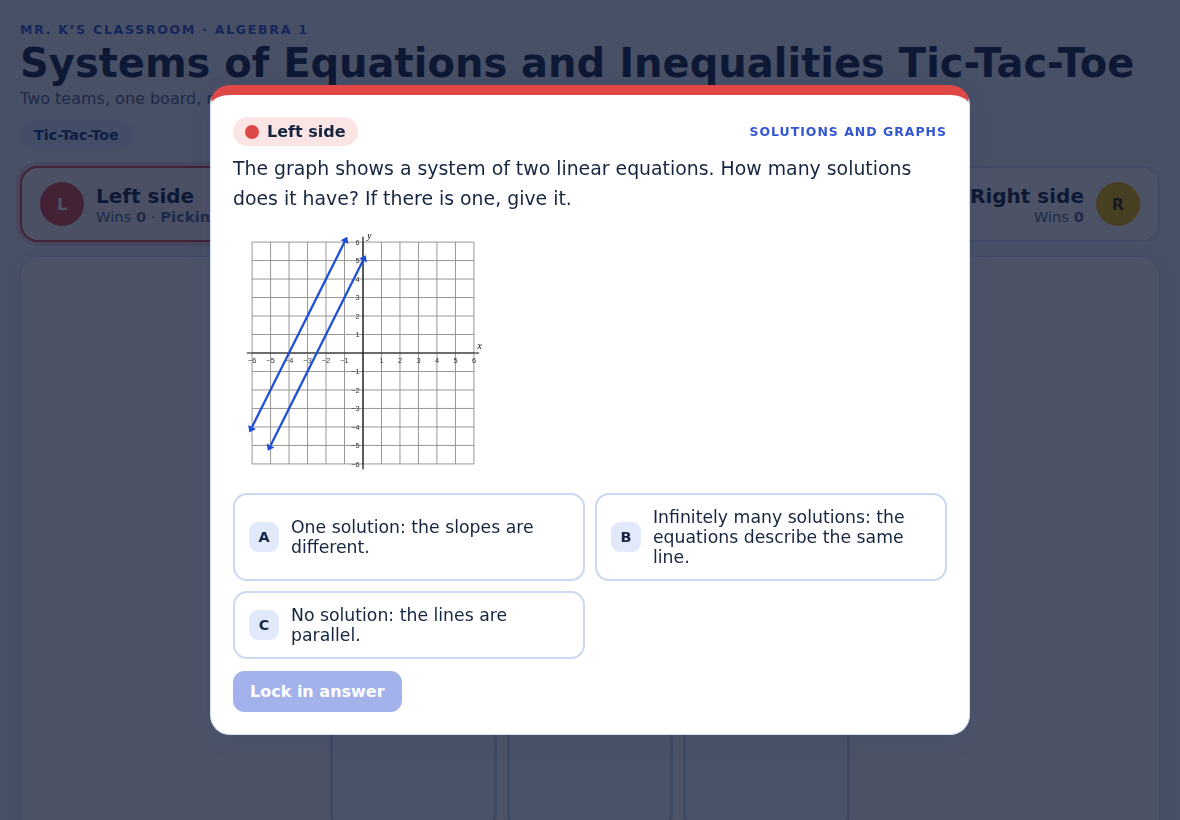 MR. K’S CLASSROOM · ALGEBRA 1
Systems of Equations and Inequalities Tic-Tac-Toe
Two teams, one board,
Tic-Tac-Toe
L
Left side
Wins 0 · Pickin
Right side
Wins 0
R
Left side
SOLUTIONS AND GRAPHS
The graph shows a system of two linear equations. How many solutions
does it have? If there is one, give it.
y
6
5
4
3
2
1
x
−6 −5 −4 −3 −2 −1 1 2 3 4 5 6
−1
−2
−3
−4
−5
−6
A
One solution: the slopes are
different.
B
Infinitely many solutions: the
equations describe the same
line.
C
No solution: the lines are
parallel.
Lock in answer